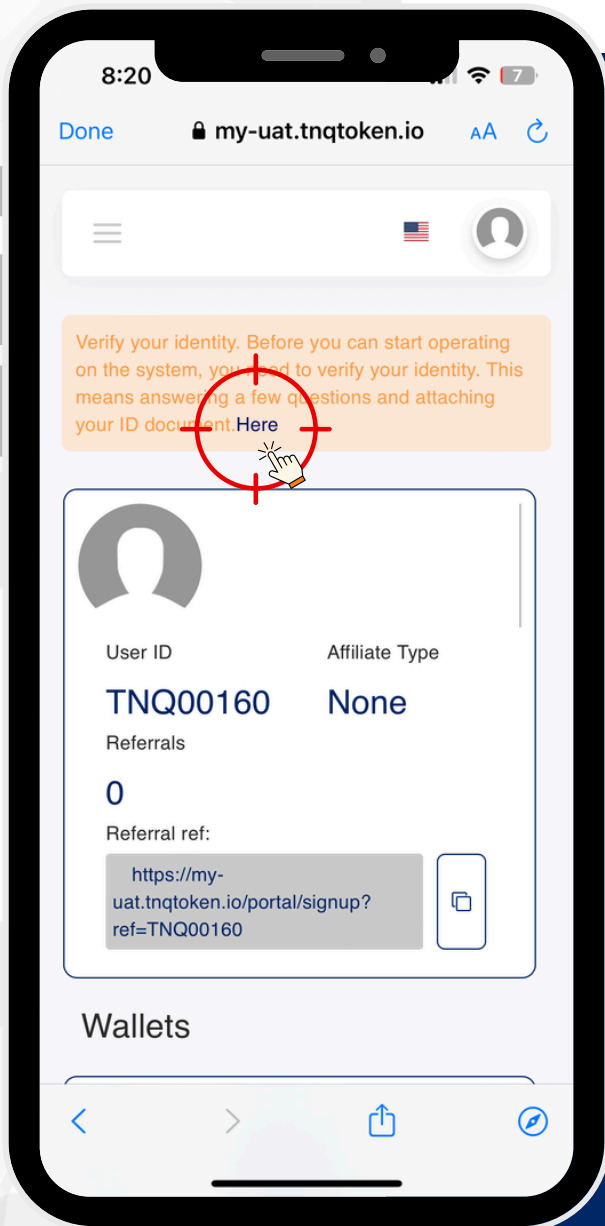 8:20
7
Done
my-uat.tnqtoken.io
AA
Verify your identity. Before you can start operating
on the system, you need to verify your identity. This
means answering a few questions and attaching
your ID document.Here
User ID
Affiliate Type
TNQ00160
None
Referrals
0
Referral ref:
https://my-
uat.tnqtoken.io/portal/signup?
ref=TNQ00160
Wallets